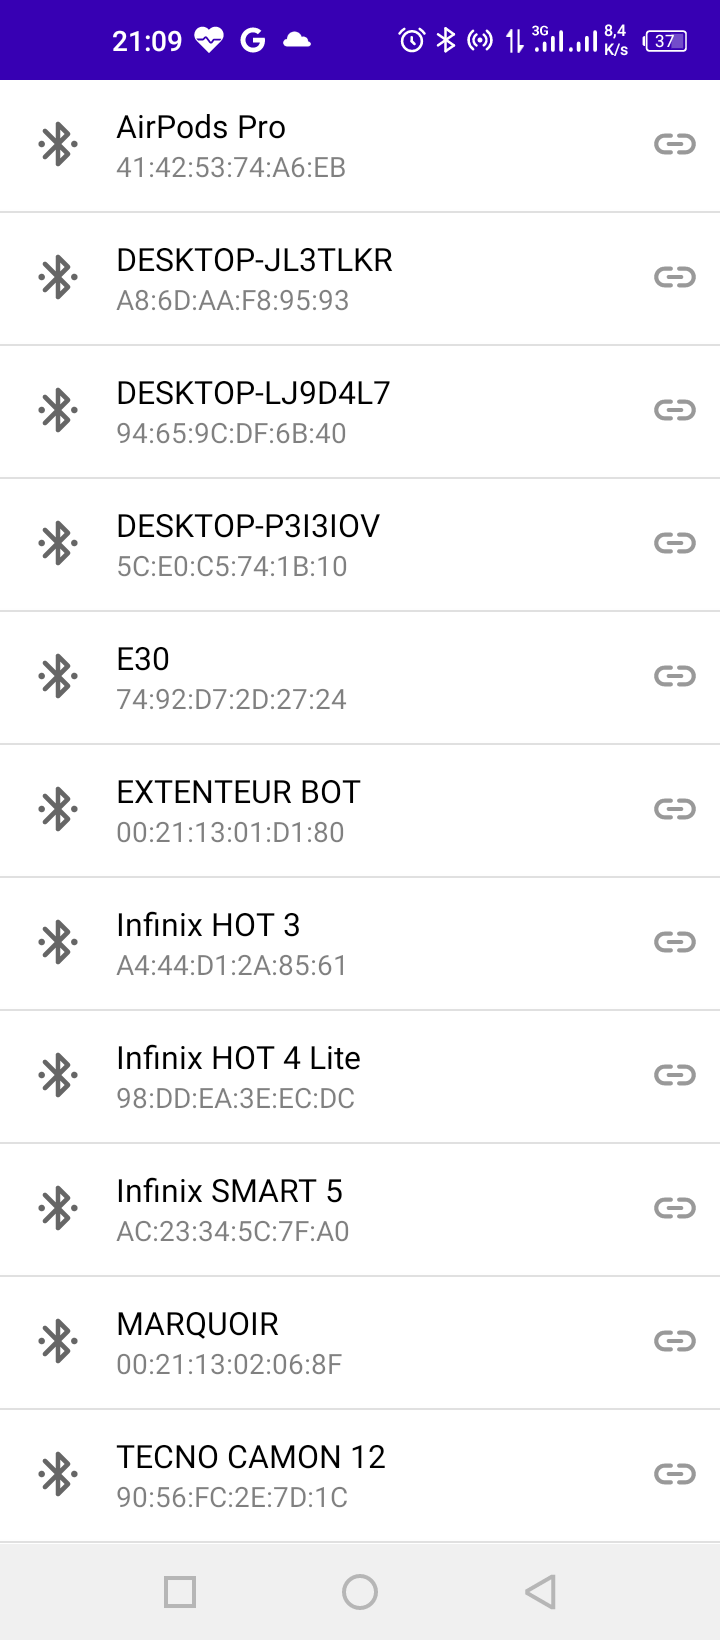 21:09 3G 8,4 K/s 37
AirPods Pro
41:42:53:74:A6:EB
DESKTOP-JL3TLKR
A8:6D:AA:F8:95:93
DESKTOP-LJ9D4L7
94:65:9C:DF:6B:40
DESKTOP-P3I3IOV
5C:E0:C5:74:1B:10
E30
74:92:D7:2D:27:24
EXTENTEUR BOT
00:21:13:01:D1:80
Infinix HOT 3
A4:44:D1:2A:85:61
Infinix HOT 4 Lite
98:DD:EA:3E:EC:DC
Infinix SMART 5
AC:23:34:5C:7F:A0
MARQUOIR
00:21:13:02:06:8F
TECNO CAMON 12
90:56:FC:2E:7D:1C